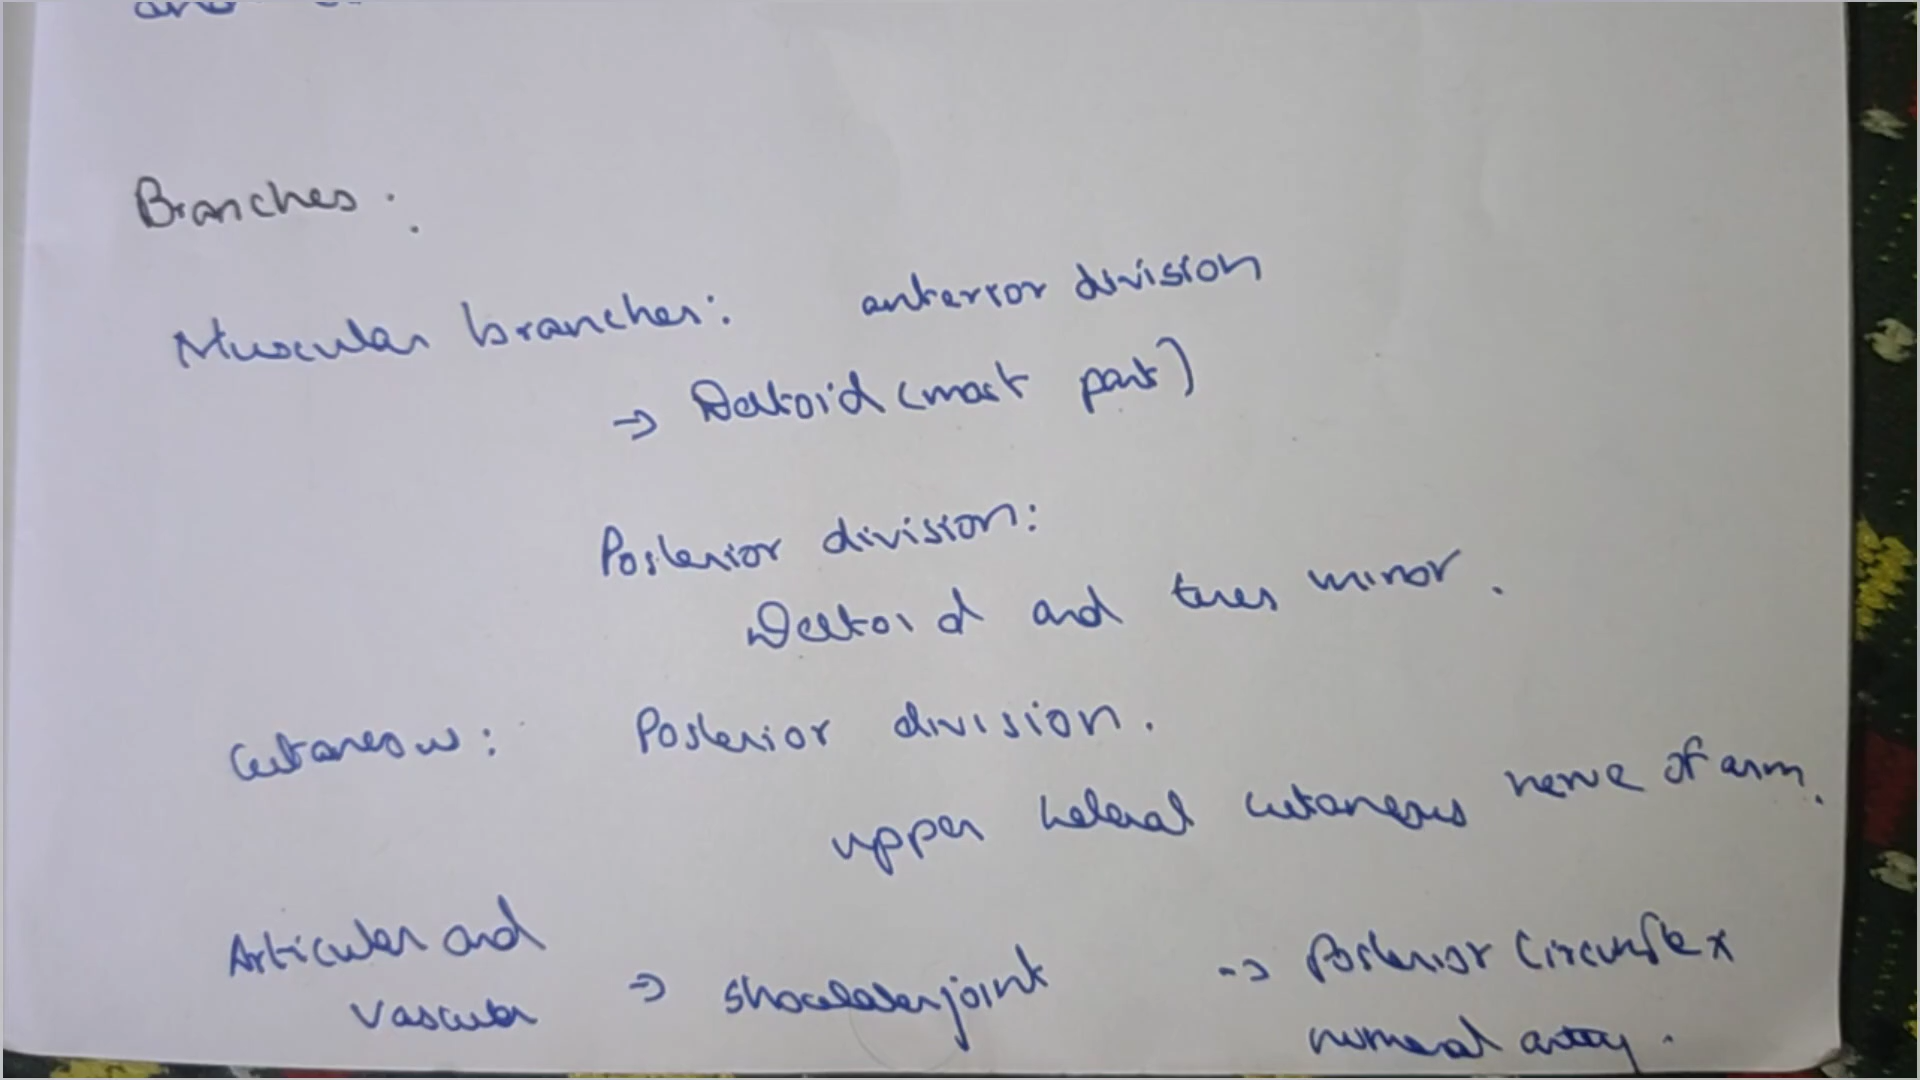 Branches :
Muscular branches : anterior division
→ Deltoid (most part)
Posterior division :
Deltoid and teres minor .
Cutaneous : Posterior division .
upper lateral cutaneous nerve of arm .
Articular and
vascular → shoulder joint → Posterior circumflex
humeral artery .